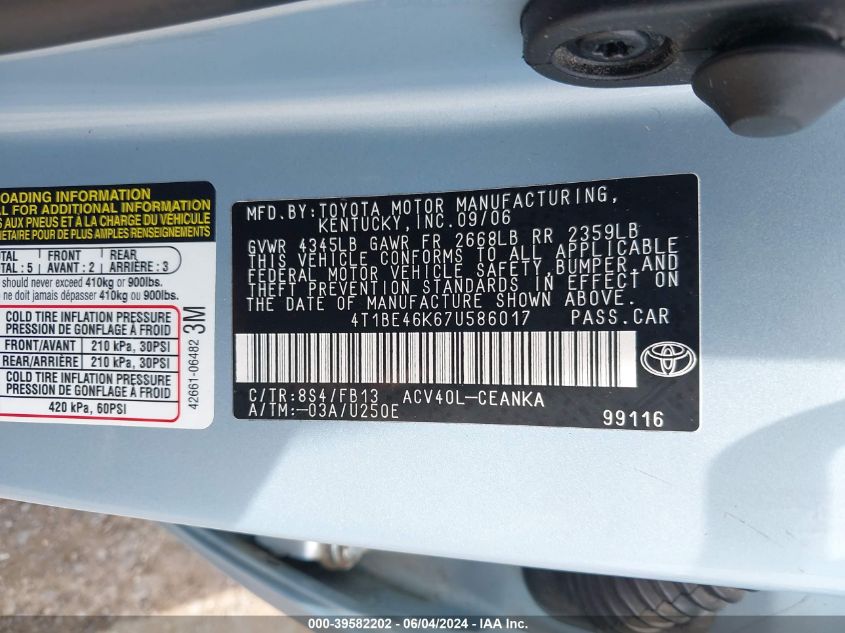 OADING INFORMATION
L FOR ADDITIONAL INFORMATION
AUX PNEUS ET À LA CHARGE DU VÉHICULE
ÉTAIRE POUR PLUS DE RENSEIGNEMENTS
TAL FRONT REAR
TAL : 5 AVANT : 2 ARRIÈRE : 3
should never exceed 410kg or 900lbs.
ne doit jamais dépasser 410kg ou 900lbs.
COLD TIRE INFLATION PRESSURE
PRESSION DE GONFLAGE À FROID
FRONT/AVANT 210 kPa, 30PSI
REAR/ARRIÈRE 210 kPa, 30PSI
COLD TIRE INFLATION PRESSURE
PRESSION DE GONFLAGE À FROID
420 kPa, 60PSI
42661-06482 3M
MFD.BY:TOYOTA MOTOR MANUFACTURING,
KENTUCKY,INC.09/06
GVWR 4345LB GAWR FR 2668LB RR 2359LB
THIS VEHICLE CONFORMS TO ALL APPLICABLE
FEDERAL MOTOR VEHICLE SAFETY,BUMPER,AND
THEFT PREVENTION STANDARDS IN EFFECT ON
THE DATE OF MANUFACTURE SHOWN ABOVE.
4T1BE46K67U586017 PASS.CAR
C/TR:8S4/FB13 ACV40L-CEANKA
A/TM:-03A/U250E
99116
000-39582202 - 06/04/2024 - IAAI.com